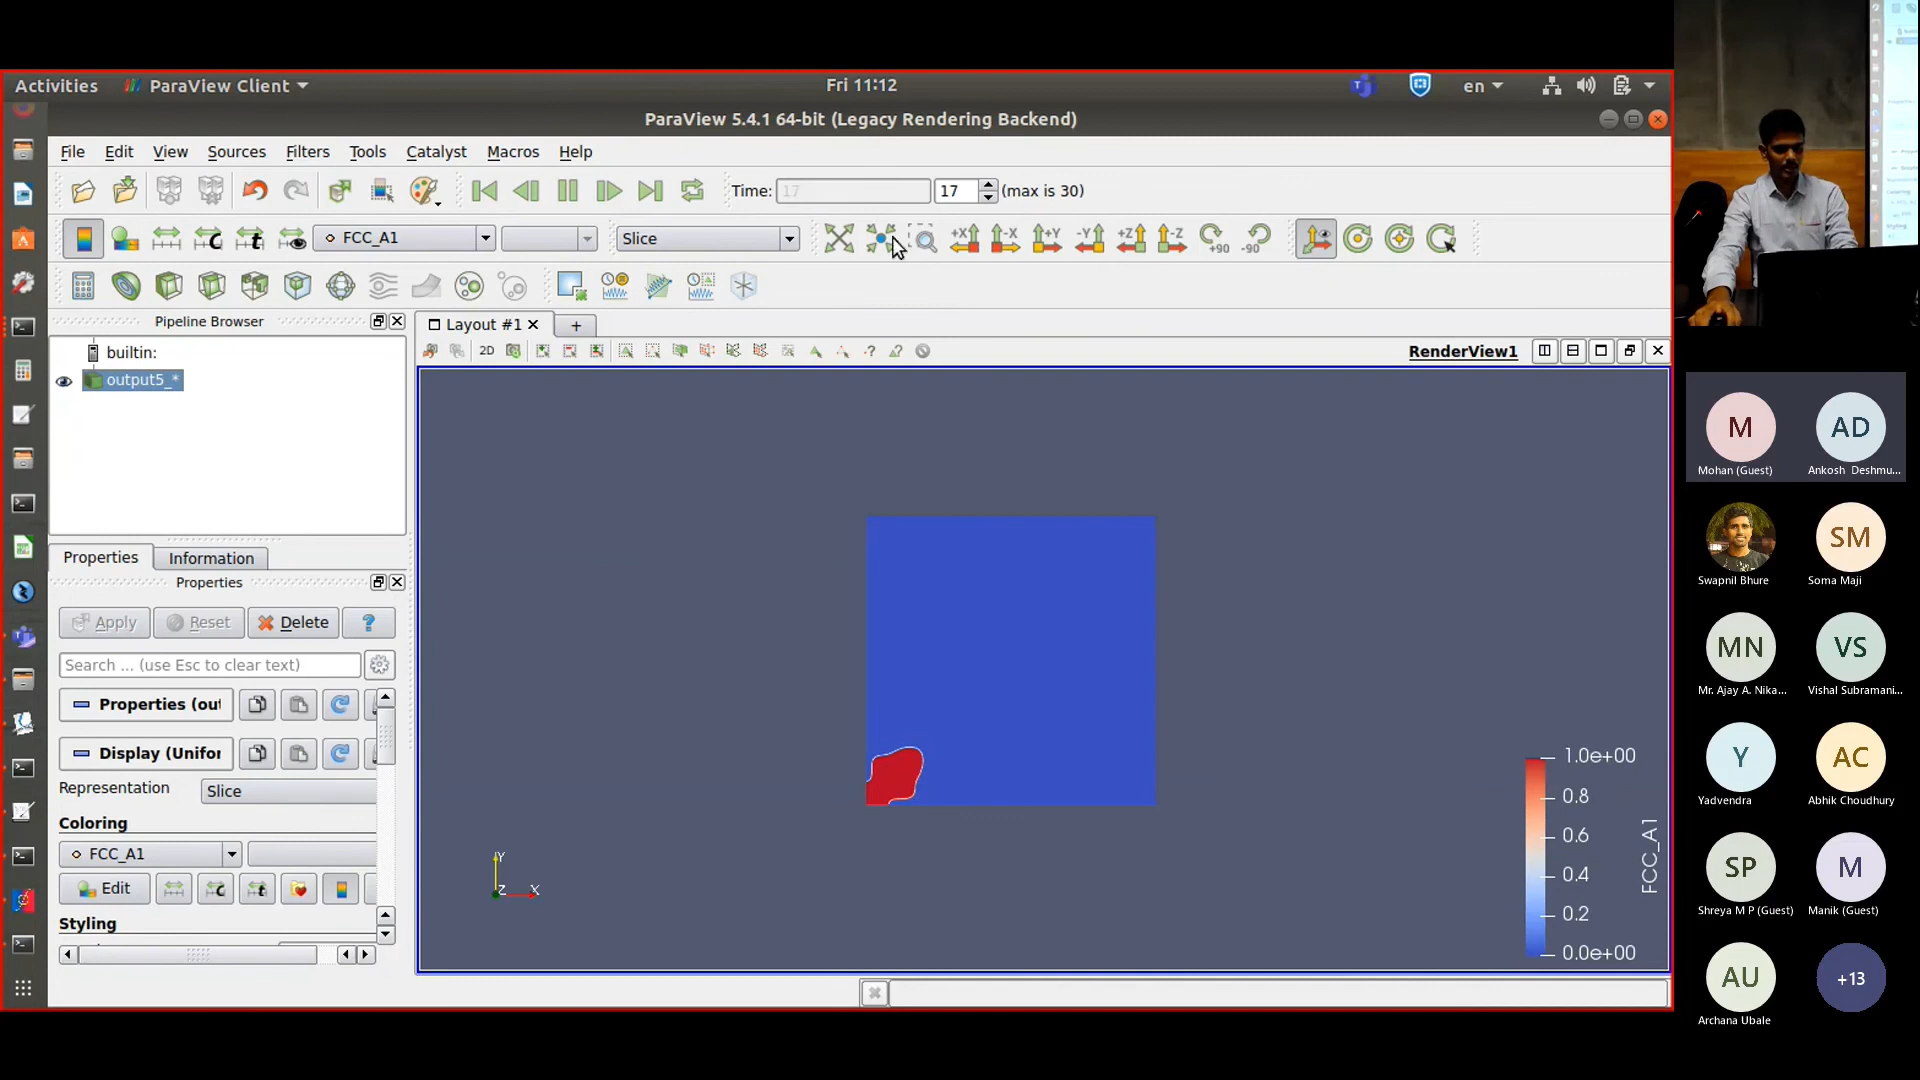 Activities
ParaView Client
Fri 11:12
en
ParaView 5.4.1 64-bit (Legacy Rendering Backend)
File Edit View Sources Filters Tools Catalyst Macros Help
Time: 17 17 (max is 30)
FCC_A1
Slice
+X -X +Y -Y +Z -Z +90 -90
Pipeline Browser
Layout #1
+
builtin:
output5_*
2D
RenderView1
Properties
Information
Properties
Apply Reset Delete ?
Search ... (use Esc to clear text)
Properties (out
Display (Unifor
Representation
Slice
Coloring
FCC_A1
Edit
Styling
Y
Z
X
1.0e+00
0.8
0.6
0.4
0.2
0.0e+00
FCC_A1
M
Mohan (Guest)
AD
Ankosh Deshmu...
Swapnil Bhure
SM
Soma Maji
MN
Mr. Ajay A. Nika...
VS
Vishal Subramani...
Y
Yadvendra
AC
Abhik Choudhury
SP
Shreya M P (Guest)
M
Manik (Guest)
AU
Archana Ubale
+13